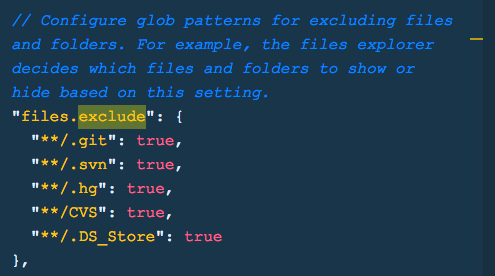 // Configure glob patterns for excluding files
and folders. For example, the files explorer
decides which files and folders to show or
hide based on this setting.
"files.exclude": {
  "**/.git": true,
  "**/.svn": true,
  "**/.hg": true,
  "**/CVS": true,
  "**/.DS_Store": true
},